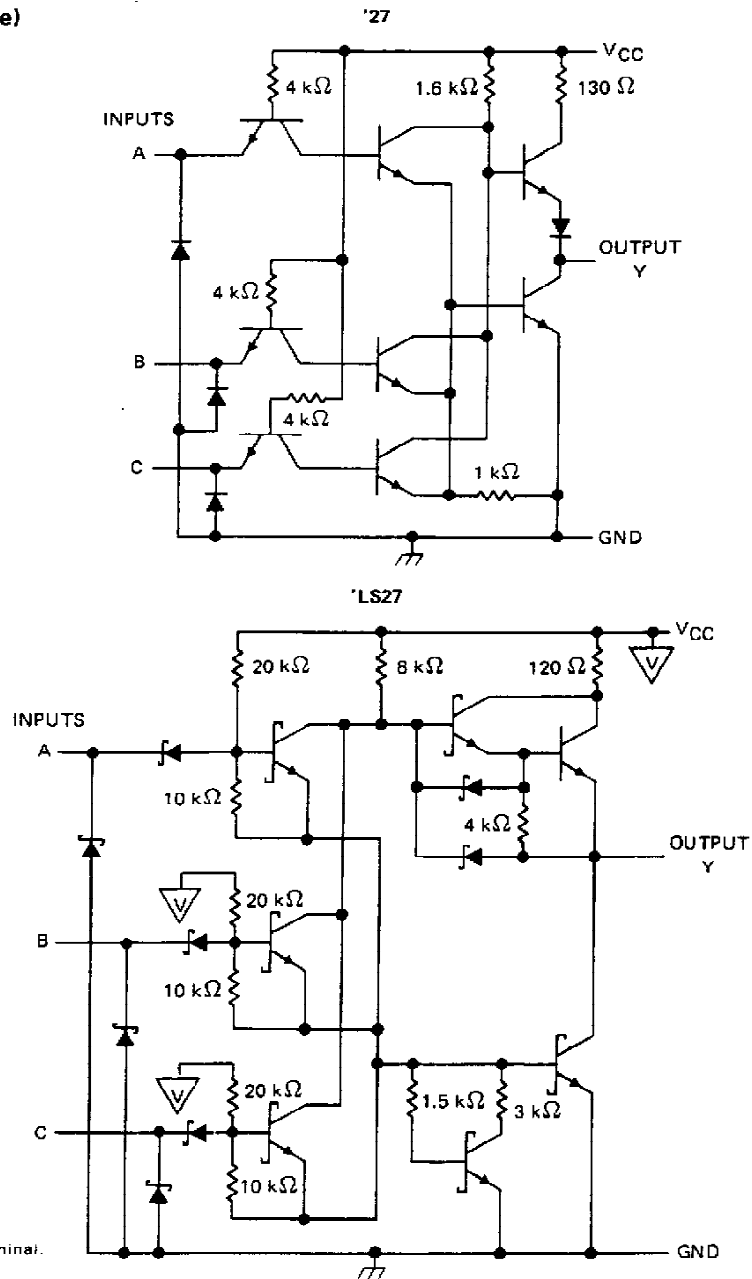 e)
'27
VCC
4 kΩ
1.6 kΩ
130 Ω
INPUTS
A
OUTPUT
Y
4 kΩ
B
4 kΩ
C
1 kΩ
GND
'LS27
VCC
20 kΩ
8 kΩ
120 Ω
V
INPUTS
A
10 kΩ
4 kΩ
OUTPUT
Y
V
20 kΩ
B
10 kΩ
V
20 kΩ
1.5 kΩ
3 kΩ
C
10 kΩ
minal.
GND